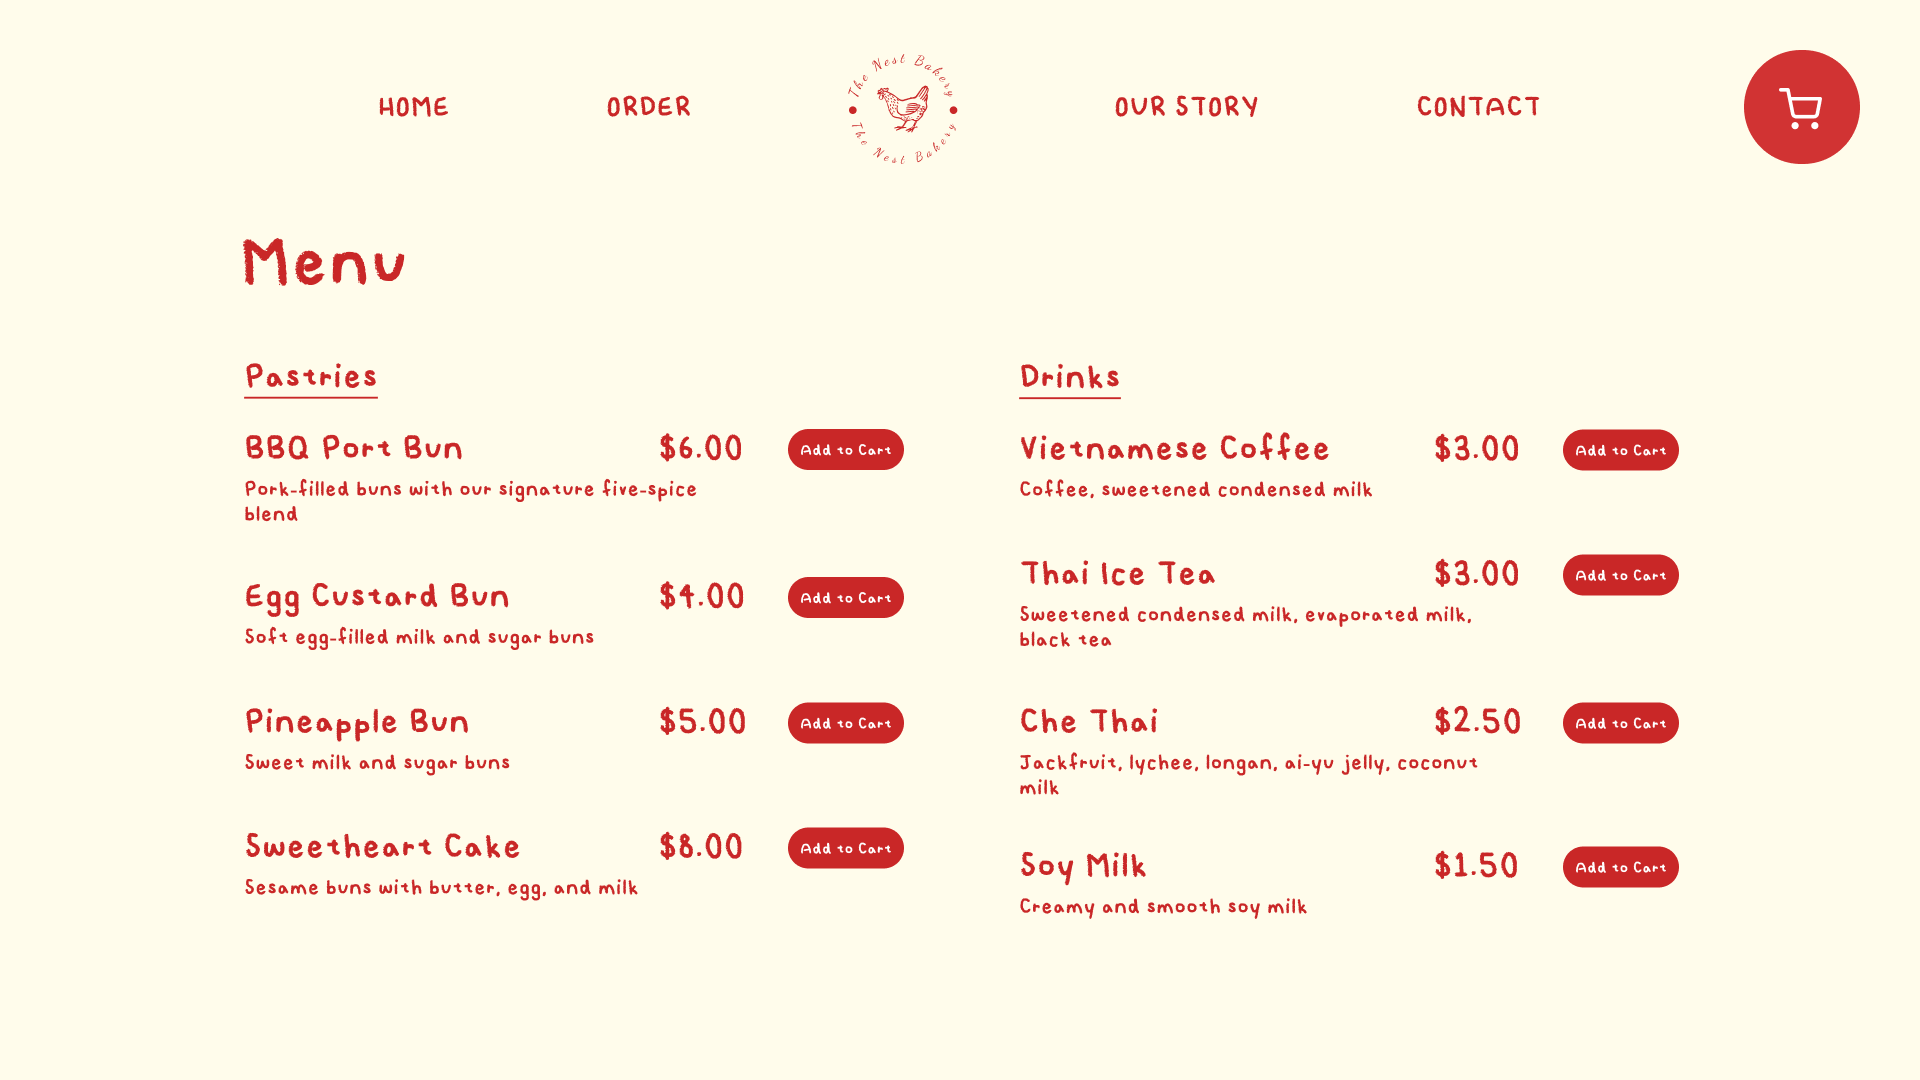 HOME
ORDER
The Nest Bakery
The Nest Bakery
OUR STORY
CONTACT
Menu
Pastries
BBQ Port Bun $6.00 Add to Cart
Pork-filled buns with our signature five-spice
blend
Egg Custard Bun $4.00 Add to Cart
Soft egg-filled milk and sugar buns
Pineapple Bun $5.00 Add to Cart
Sweet milk and sugar buns
Sweetheart Cake $8.00 Add to Cart
Sesame buns with butter, egg, and milk
Drinks
Vietnamese Coffee $3.00 Add to Cart
Coffee, sweetened condensed milk
Thai Ice Tea $3.00 Add to Cart
Sweetened condensed milk, evaporated milk,
black tea
Che Thai $2.50 Add to Cart
Jackfruit, lychee, longan, ai-yu jelly, coconut
milk
Soy Milk $1.50 Add to Cart
Creamy and smooth soy milk